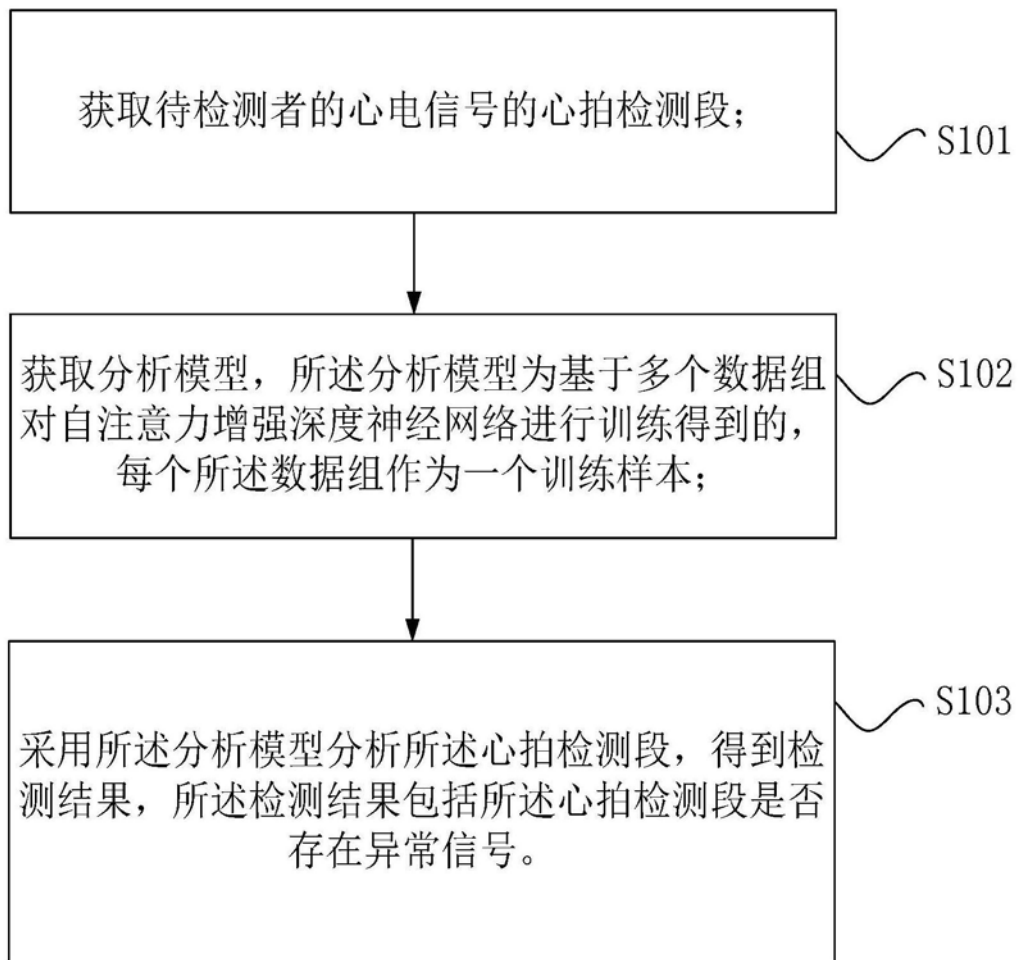 获取待检测者的心电信号的心拍检测段；
S101
获取分析模型，所述分析模型为基于多个数据组
对自注意力增强深度神经网络进行训练得到的，
每个所述数据组作为一个训练样本；
S102
采用所述分析模型分析所述心拍检测段，得到检
测结果，所述检测结果包括所述心拍检测段是否
存在异常信号。
S103